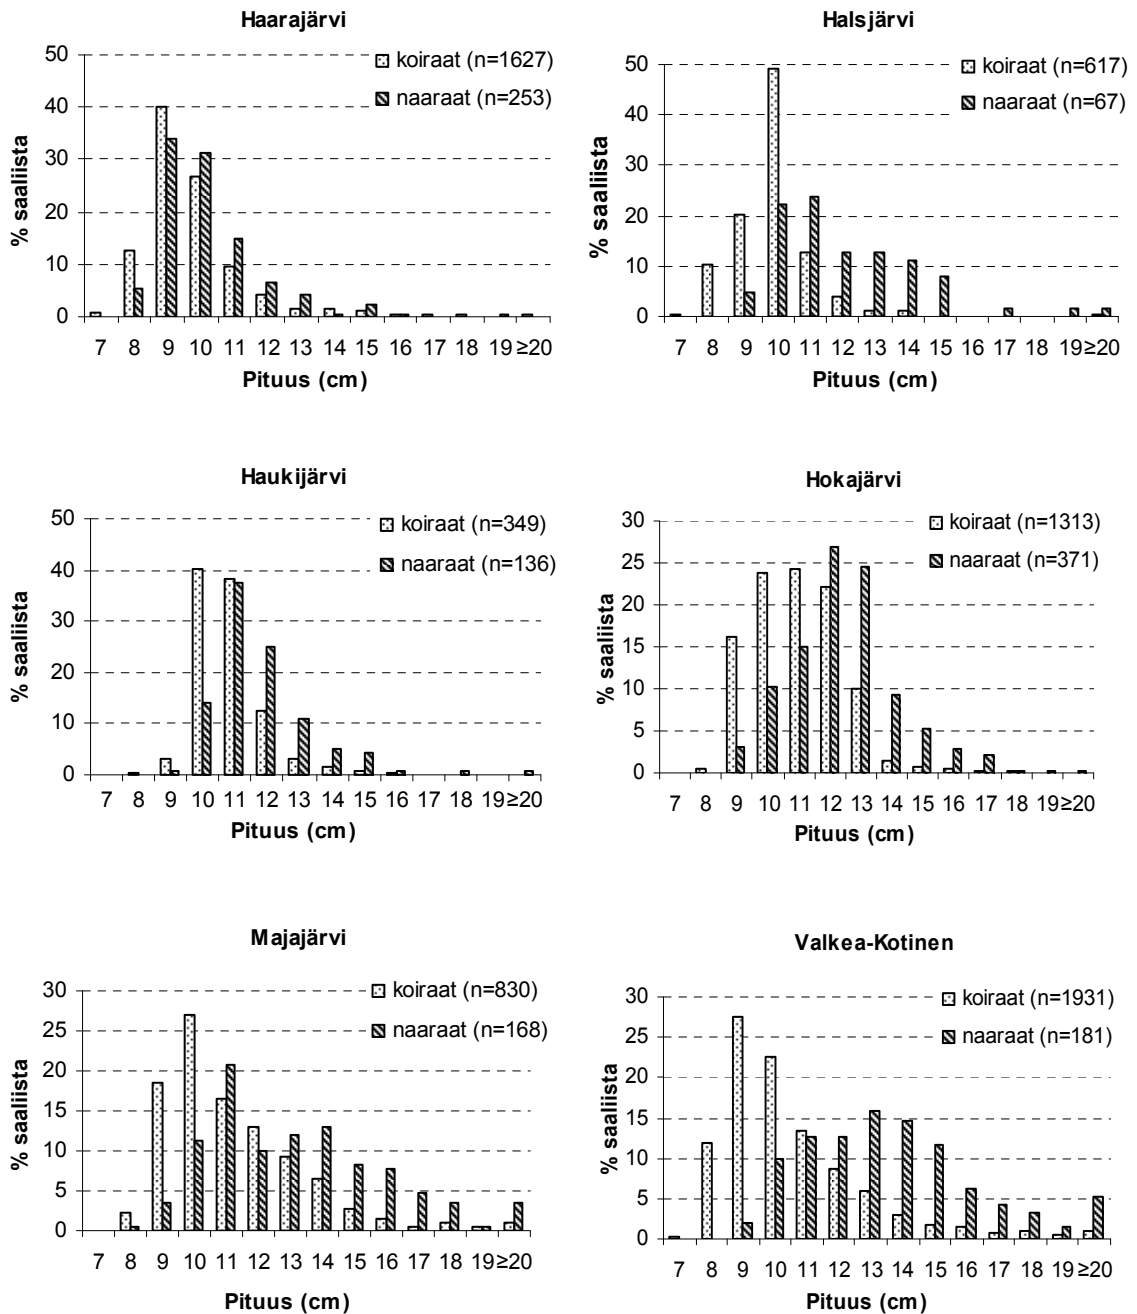 Haarajärvi
% saaliista
50
40
30
20
10
0
koiraat (n=1627)
naaraat (n=253)
7 8 9 10 11 12 13 14 15 16 17 18 19 ≥20
Pituus (cm)
Halsjärvi
% saaliista
50
40
30
20
10
0
koiraat (n=617)
naaraat (n=67)
7 8 9 10 11 12 13 14 15 16 17 18 19 ≥20
Pituus (cm)
Haukijärvi
% saaliista
50
40
30
20
10
0
koiraat (n=349)
naaraat (n=136)
7 8 9 10 11 12 13 14 15 16 17 18 19 ≥20
Pituus (cm)
Hokajärvi
% saaliista
30
25
20
15
10
5
0
koiraat (n=1313)
naaraat (n=371)
7 8 9 10 11 12 13 14 15 16 17 18 19 ≥20
Pituus (cm)
Majajärvi
% saaliista
30
25
20
15
10
5
0
koiraat (n=830)
naaraat (n=168)
7 8 9 10 11 12 13 14 15 16 17 18 19 ≥20
Pituus (cm)
Valkea-Kotinen
% saaliista
30
25
20
15
10
5
0
koiraat (n=1931)
naaraat (n=181)
7 8 9 10 11 12 13 14 15 16 17 18 19 ≥20
Pituus (cm)